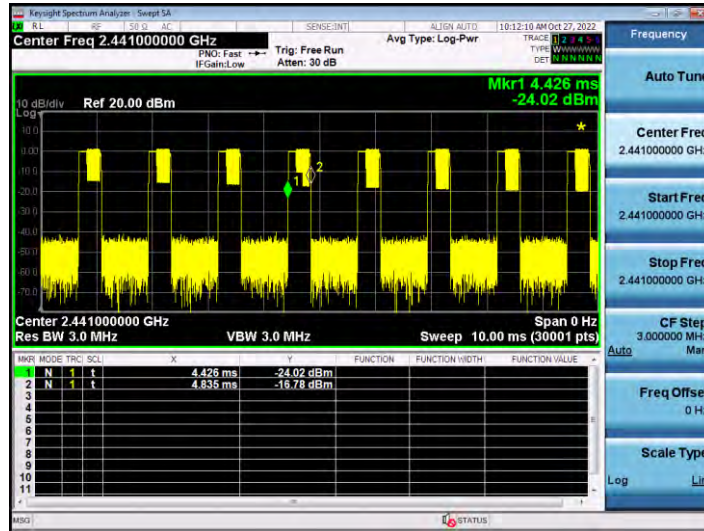 Keysight Spectrum Analyzer - Swept SA
RL RF 50 Ω AC SENSE:INT ALIGN AUTO 10:12:10 AM Oct 27, 2022
Center Freq 2.441000000 GHz
PNO: Fast
IFGain:Low
Trig: Free Run
Atten: 30 dB
Avg Type: Log-Pwr
TRACE 1 2 3 4 5 6
TYPE WWWWWW
DET NNNNNN
Mkr1 4.426 ms
-24.02 dBm
10 dB/div Ref 20.00 dBm
Log
10.0
0.00
-10.0
-20.0
-30.0
-40.0
-50.0
-60.0
-70.0
1
2
*
Center 2.441000000 GHz Span 0 Hz
Res BW 3.0 MHz VBW 3.0 MHz Sweep 10.00 ms (30001 pts)
MKR MODE TRC SCL X Y FUNCTION FUNCTION WIDTH FUNCTION VALUE
1 N 1 t 4.426 ms -24.02 dBm
2 N 1 t 4.835 ms -16.78 dBm
3
4
5
6
7
8
9
10
11
MSG STATUS
Frequency
Auto Tune
Center Freq
2.441000000 GHz
Start Freq
2.441000000 GHz
Stop Freq
2.441000000 GHz
CF Step
3.000000 MHz
Auto Man
Freq Offset
0 Hz
Scale Type
Log Lin